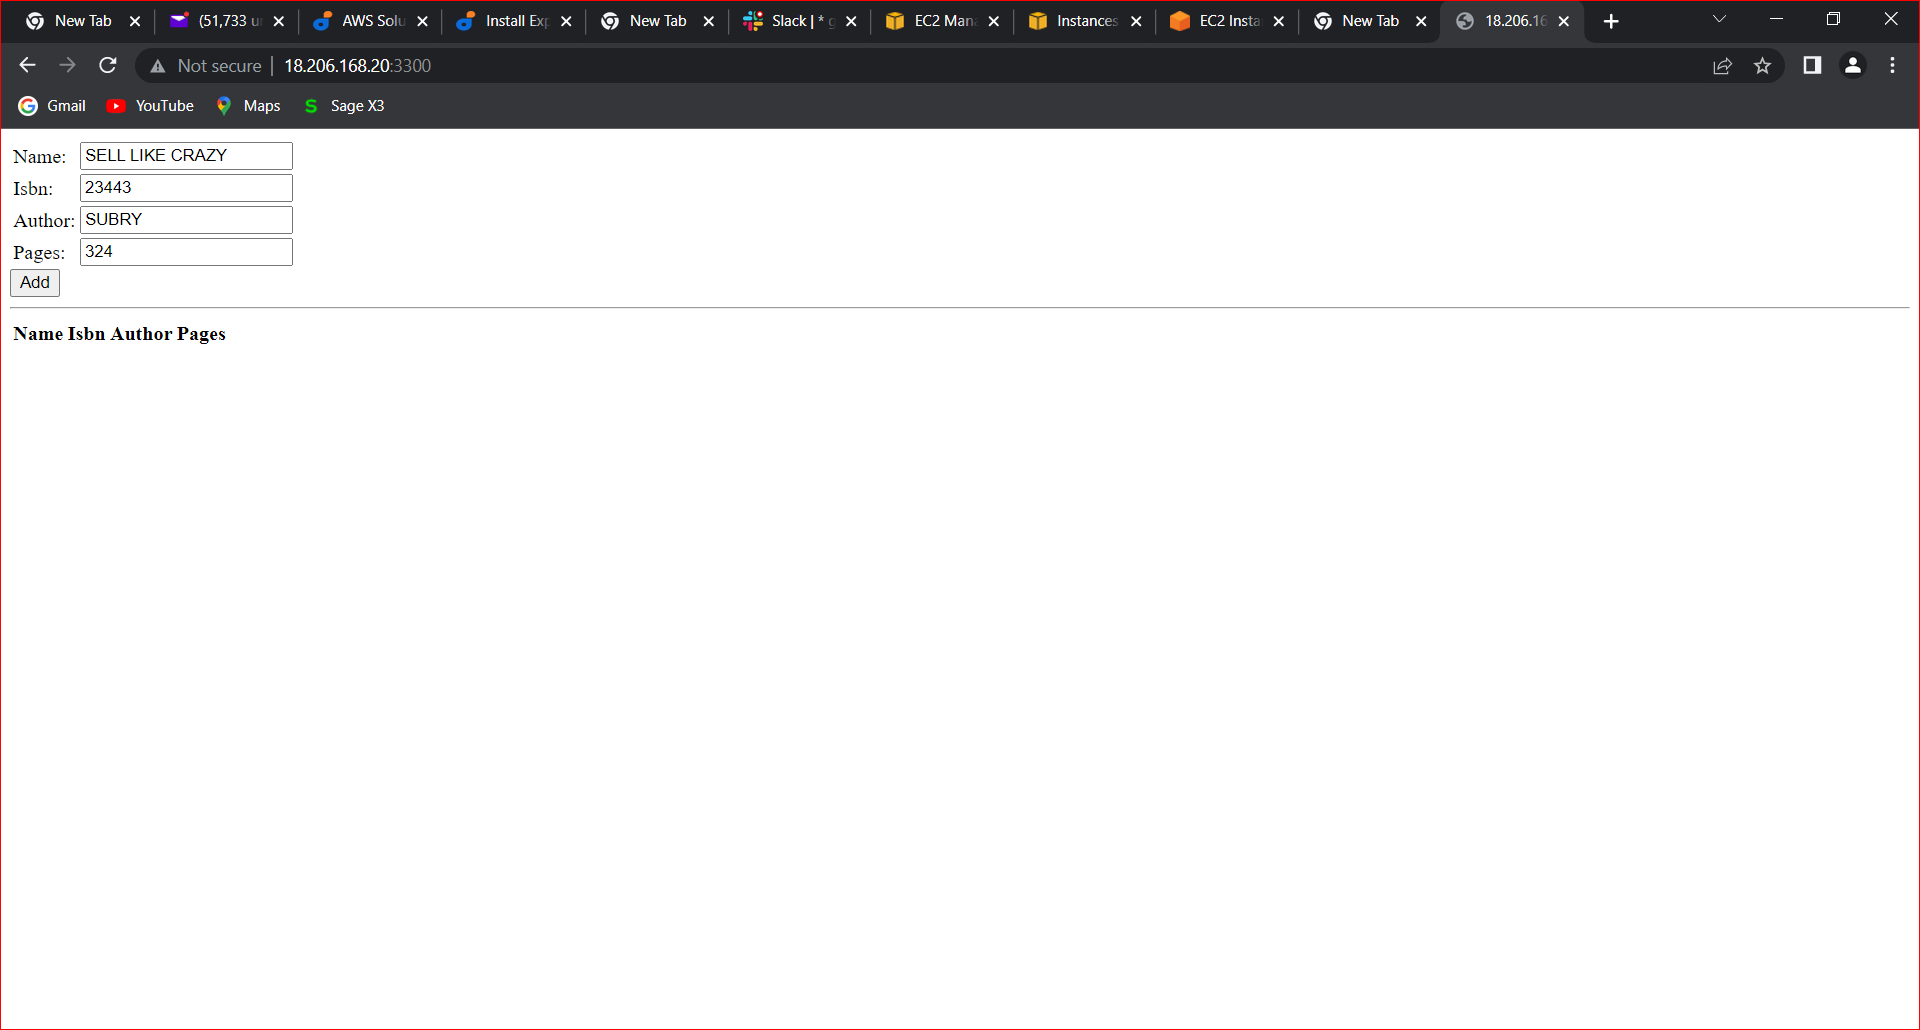 New Tab (51,733 u AWS Solu Install Exp New Tab Slack | * g EC2 Mana Instances EC2 Insta New Tab 18.206.16
Not secure 18.206.168.20:3300
Gmail YouTube Maps Sage X3
Name: SELL LIKE CRAZY
Isbn: 23443
Author: SUBRY
Pages: 324
Add
Name Isbn Author Pages